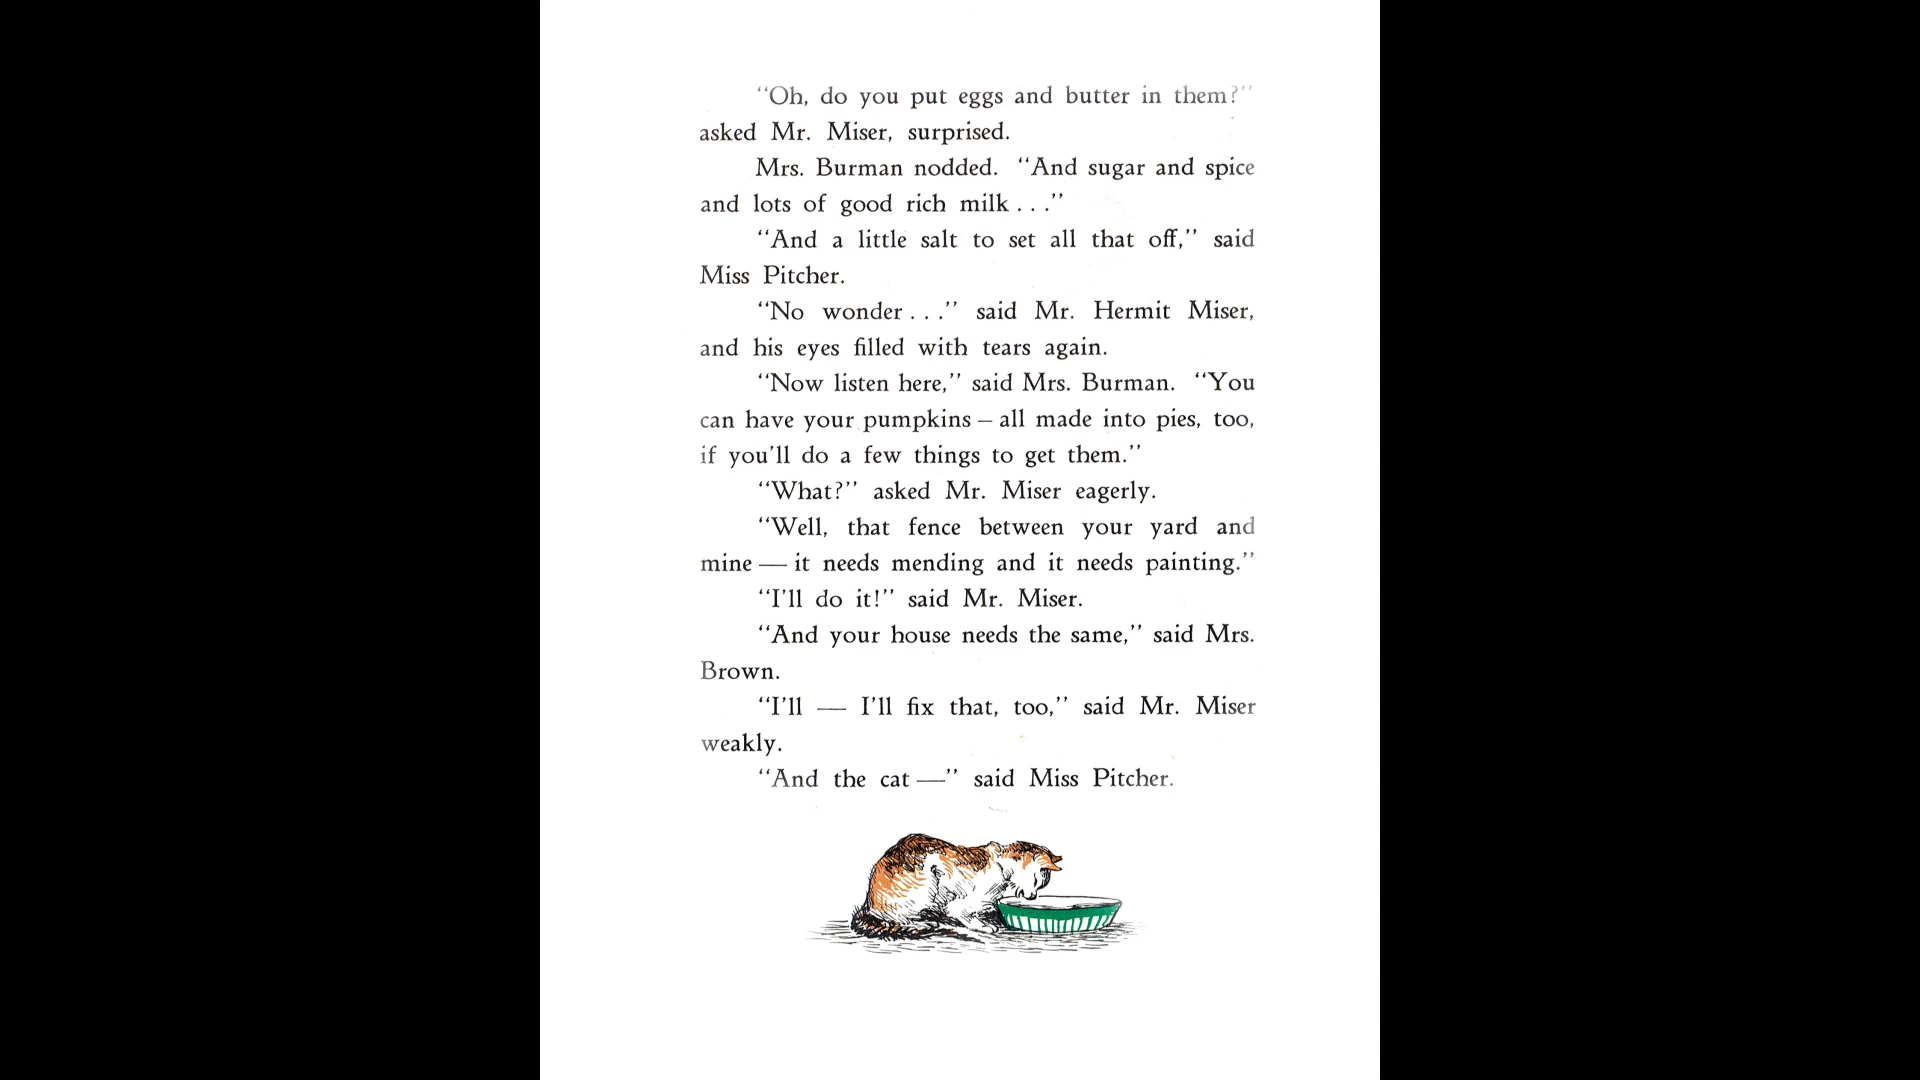 “Oh, do you put eggs and butter in them?”
asked Mr. Miser, surprised.
Mrs. Burman nodded. “And sugar and spice
and lots of good rich milk . . .”
“And a little salt to set all that off,” said
Miss Pitcher.
“No wonder . . .” said Mr. Hermit Miser,
and his eyes filled with tears again.
“Now listen here,” said Mrs. Burman. “You
can have your pumpkins – all made into pies, too,
if you’ll do a few things to get them.”
“What?” asked Mr. Miser eagerly.
“Well, that fence between your yard and
mine — it needs mending and it needs painting.”
“I’ll do it!” said Mr. Miser.
“And your house needs the same,” said Mrs.
Brown.
“I’ll — I’ll fix that, too,” said Mr. Miser
weakly.
“And the cat —” said Miss Pitcher.